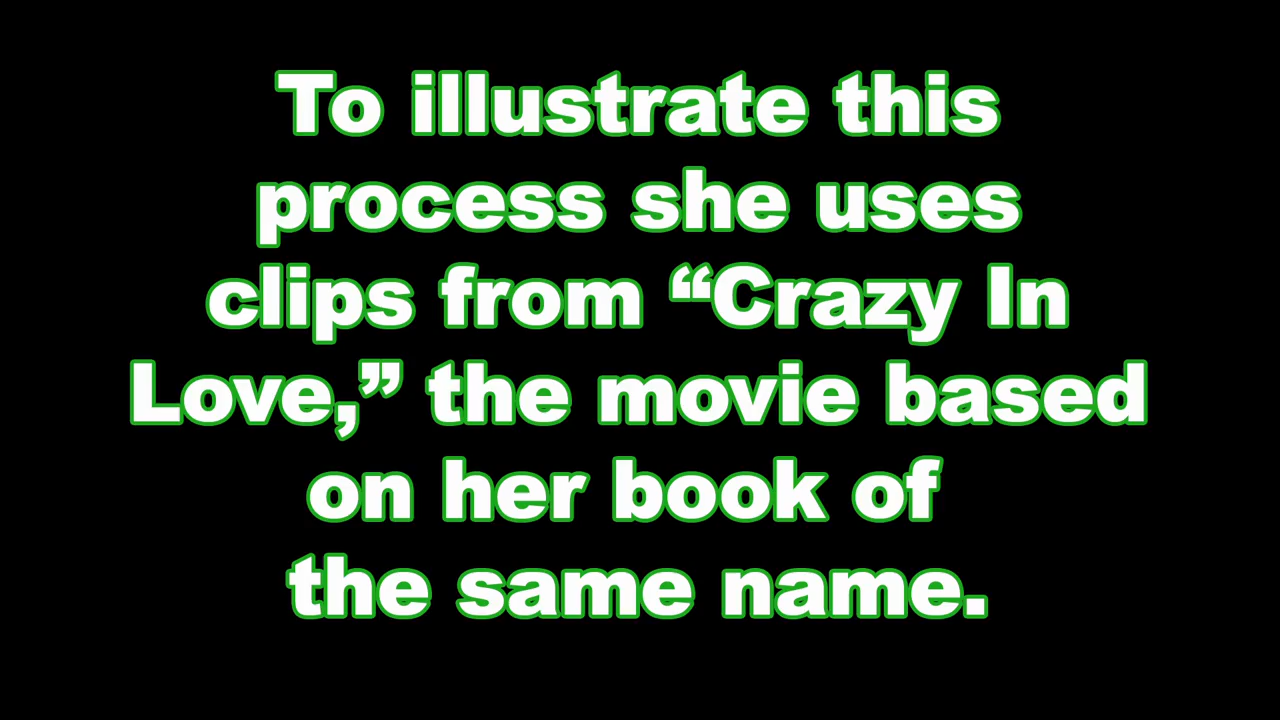 To illustrate this
process she uses
clips from “Crazy In
Love,” the movie based
on her book of
the same name.